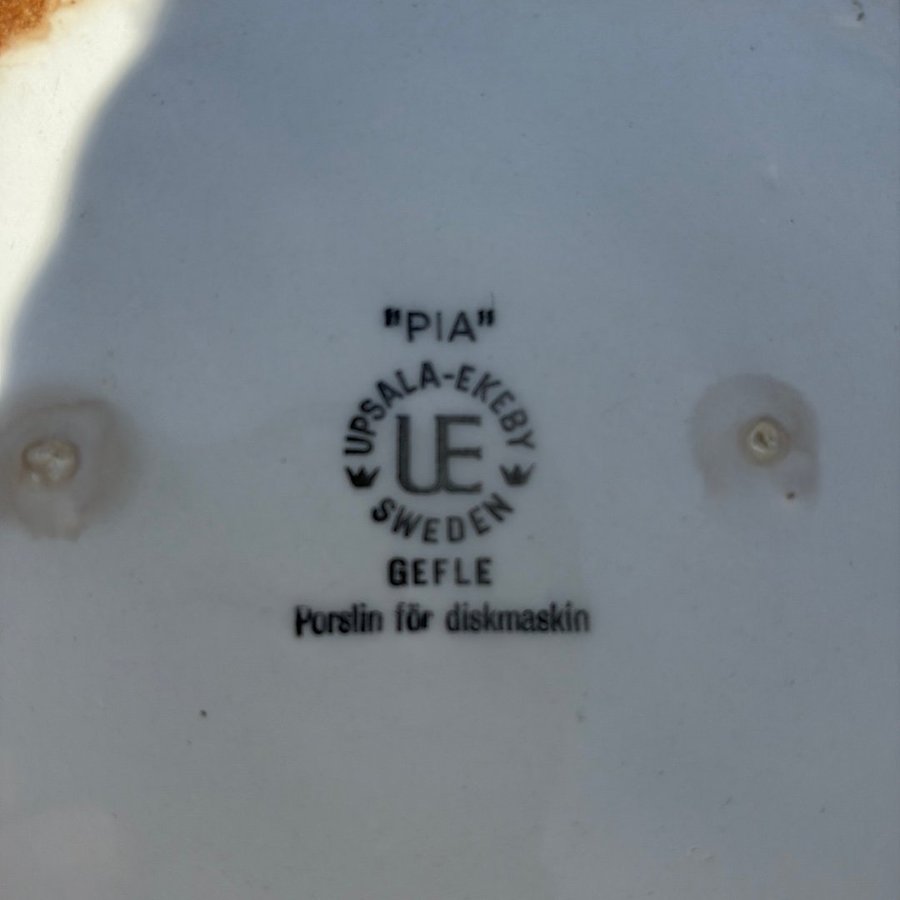 "PIA"
UPSALA-EKEBY
UE
SWEDEN
GEFLE
Porslin för diskmaskin